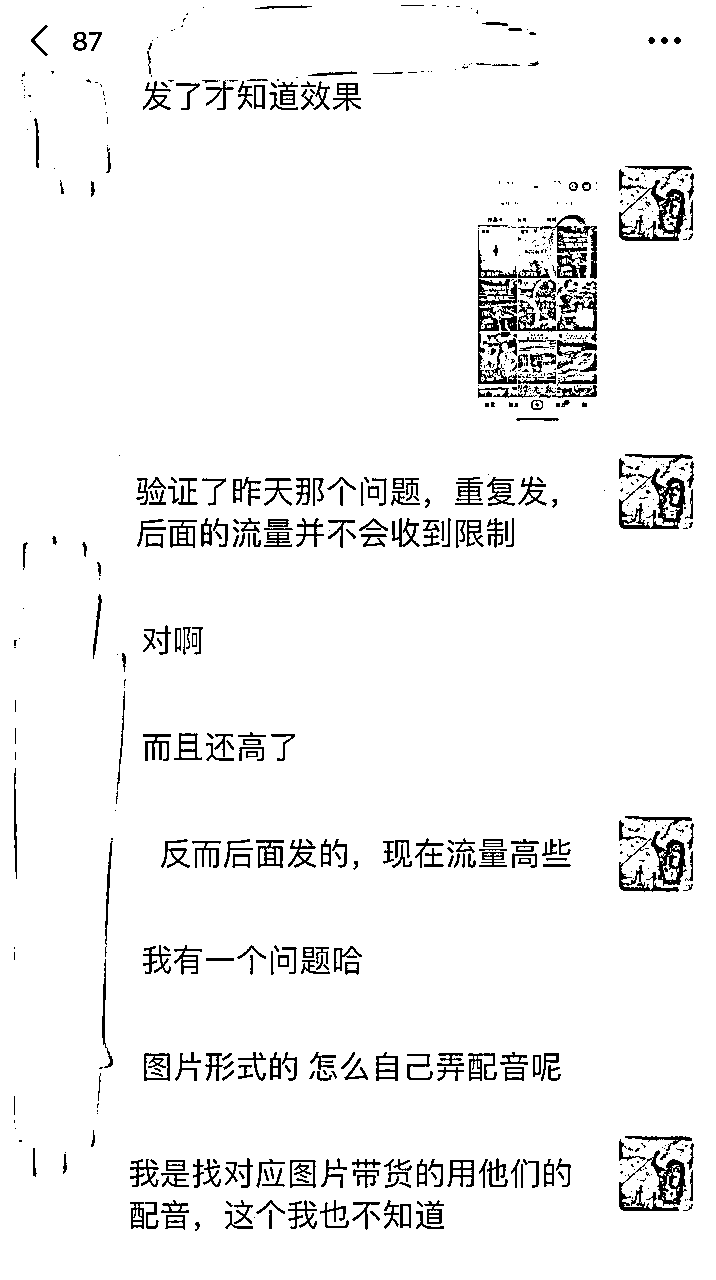 87
发了才知道效果
验证了昨天那个问题，重复发，
后面的流量并不会收到限制
对啊
而且还高了
反而后面发的，现在流量高些
我有一个问题哈
图片形式的 怎么自己弄配音呢
我是找对应图片带货的用他们的
配音，这个我也不知道